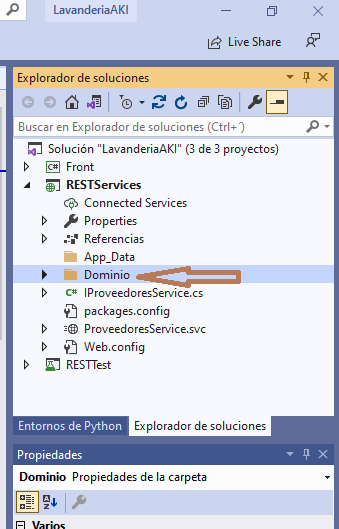 LavanderiaAKI
Live Share
Explorador de soluciones
Buscar en Explorador de soluciones (Ctrl+´)
Solución "LavanderiaAKI" (3 de 3 proyectos)
Front
RESTServices
Connected Services
Properties
Referencias
App_Data
Dominio
IProveedoresService.cs
packages.config
ProveedoresService.svc
Web.config
RESTTest
Entornos de Python Explorador de soluciones
Propiedades
Dominio Propiedades de la carpeta
Varios